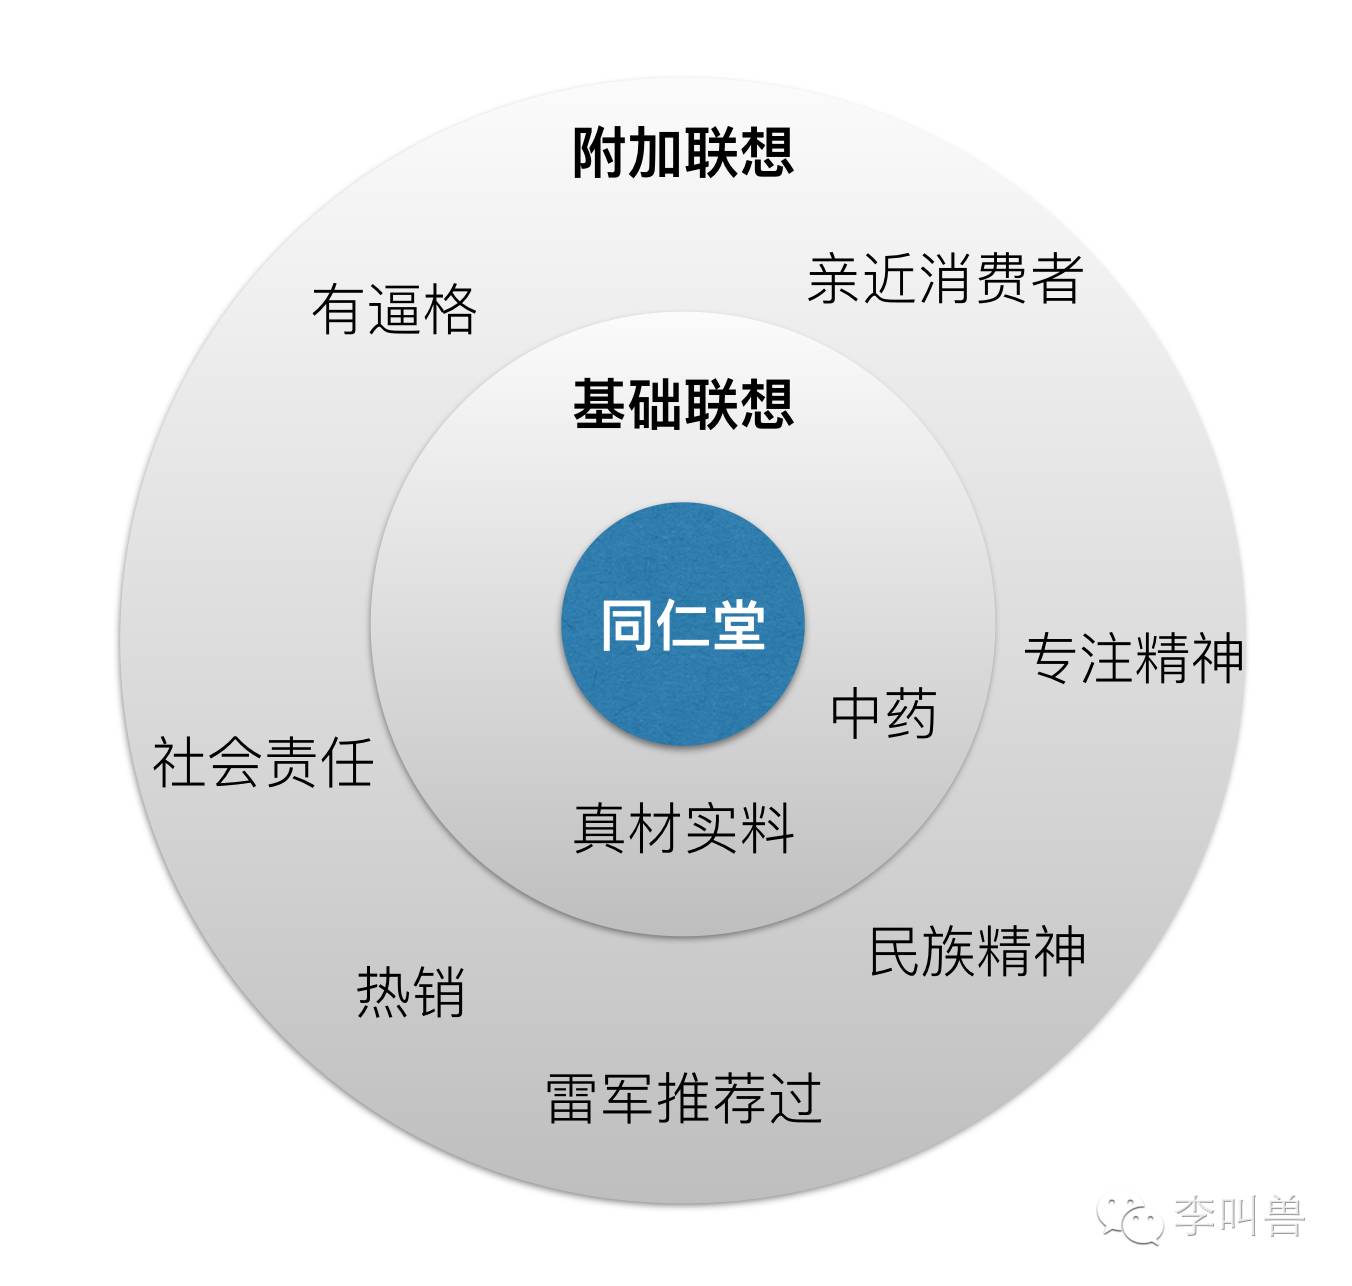 附加联想
亲近消费者
有逼格
基础联想
同仁堂
专注精神
中药
社会责任
真材实料
民族精神
热销
雷军推荐过
李叫兽